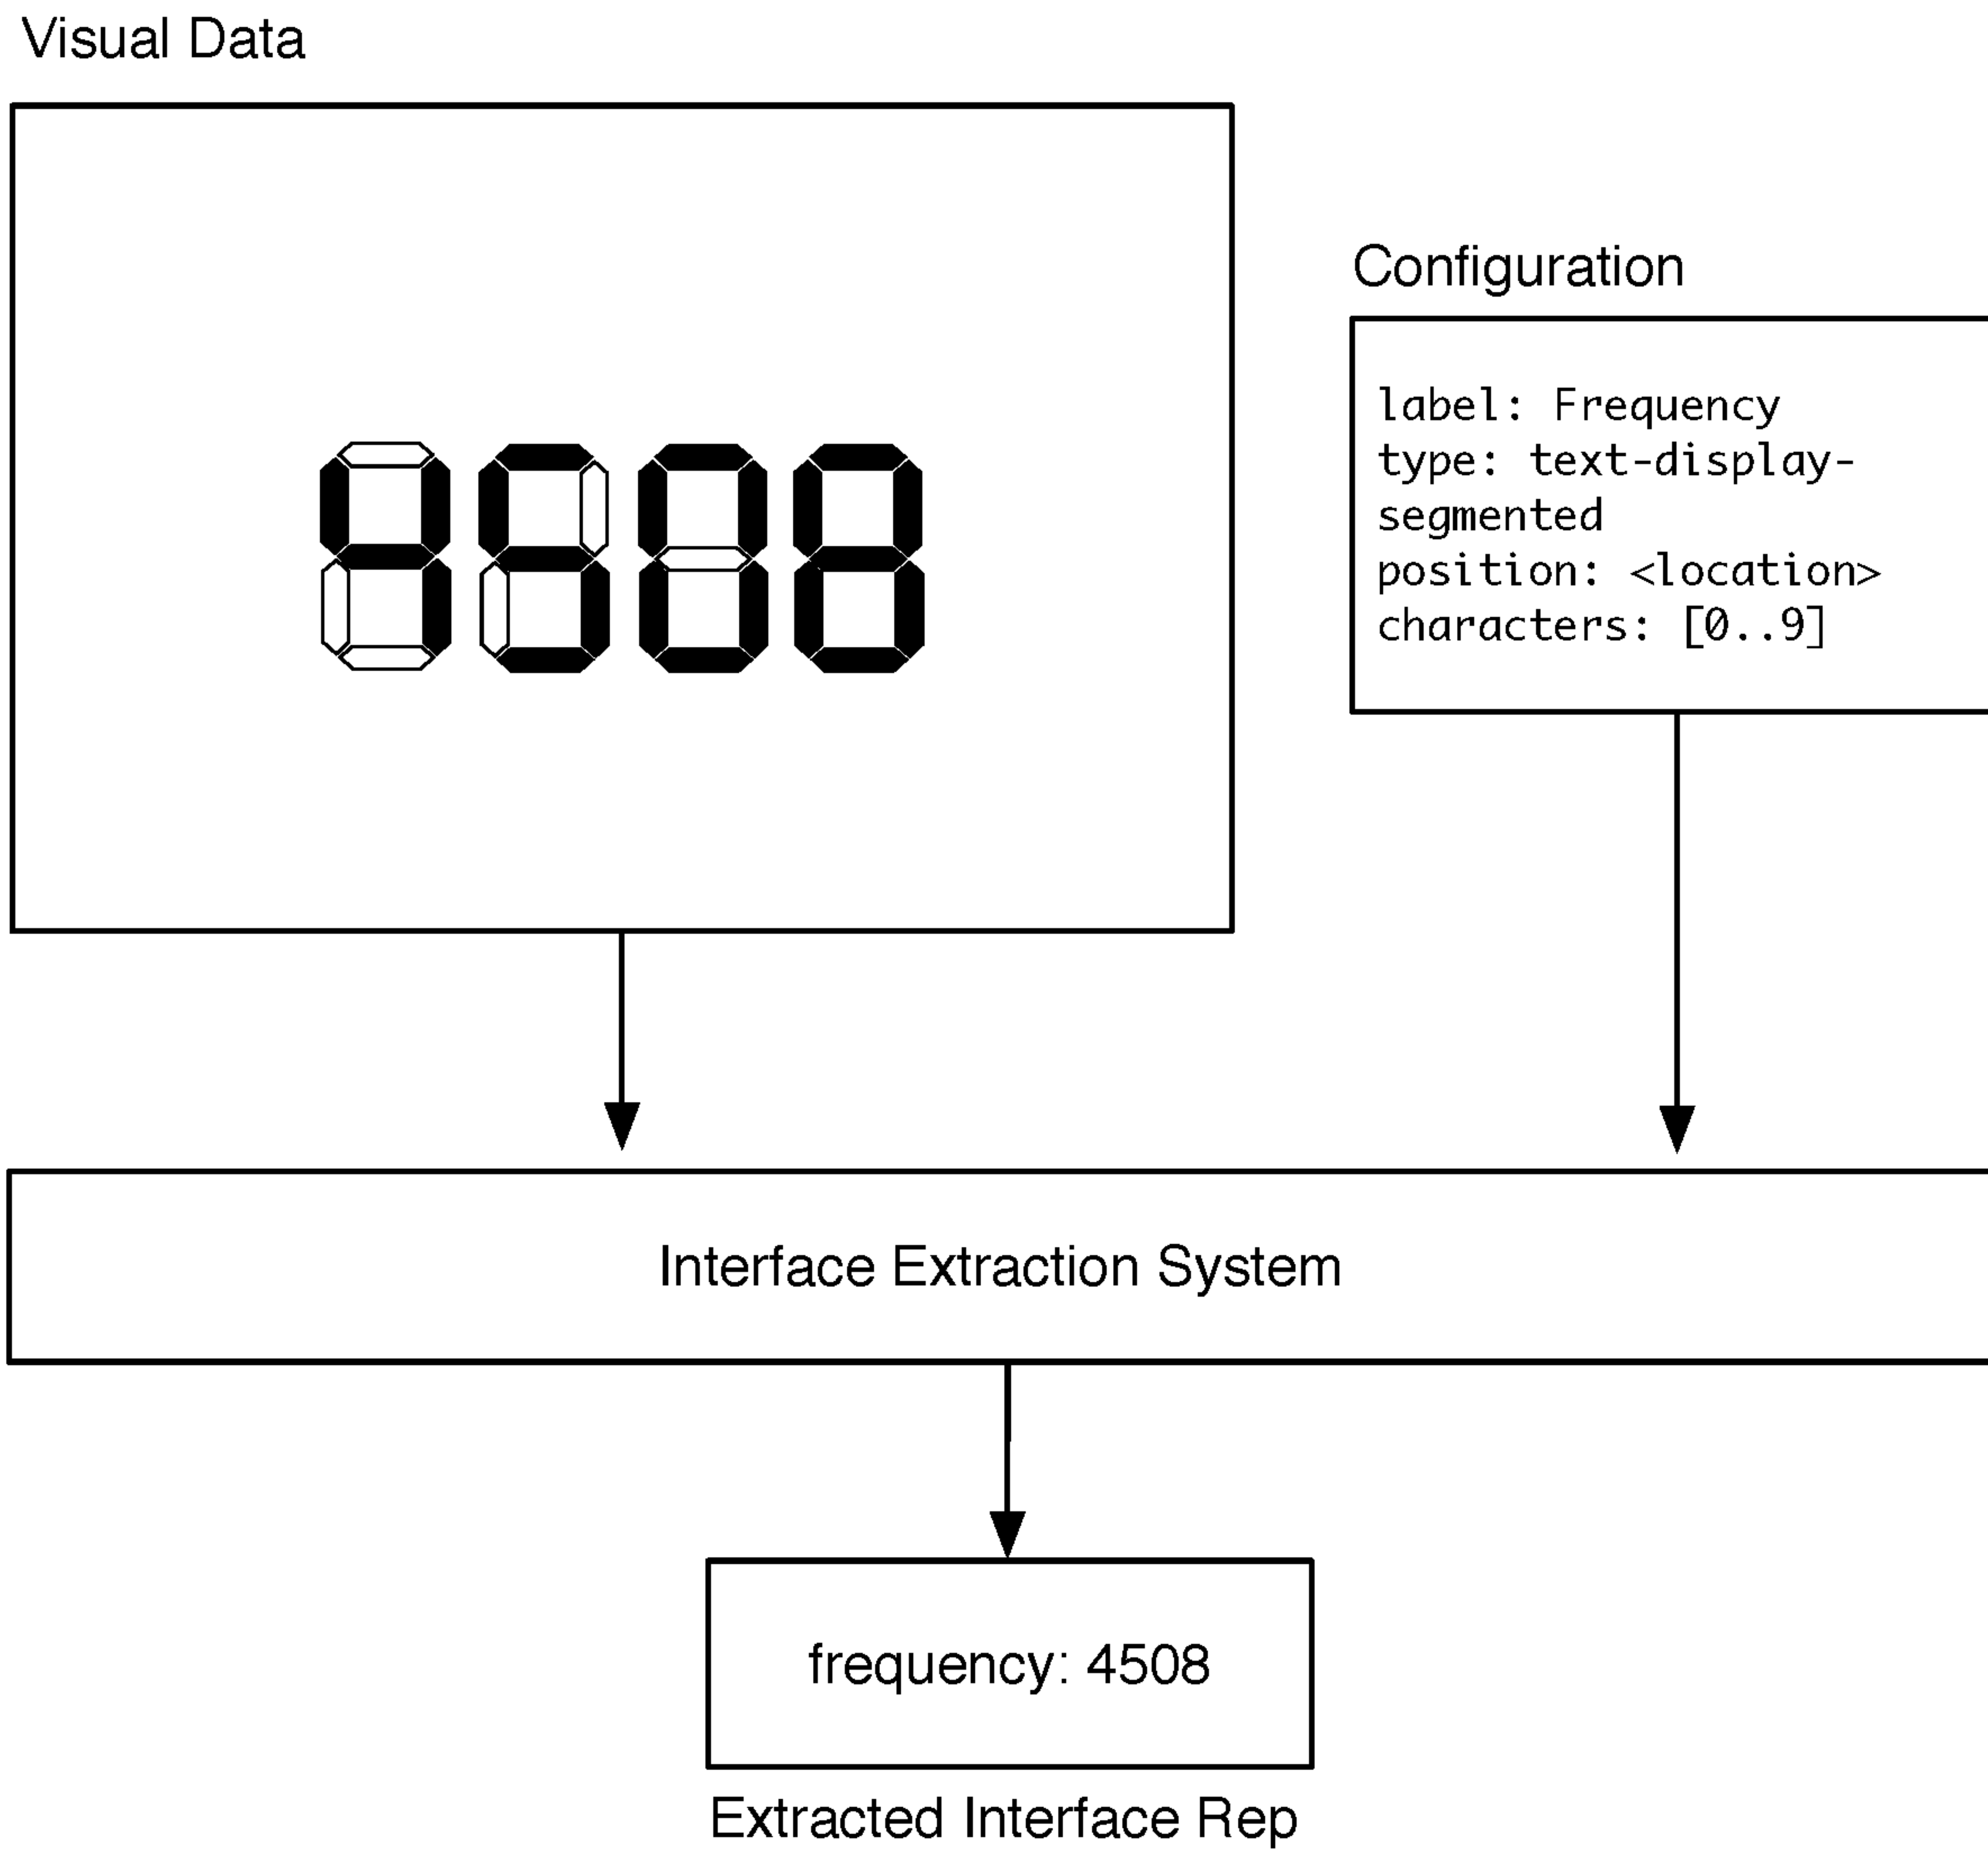 Visual Data
4508
Configuration
label: Frequency
type: text-display-
segmented
position: <location>
characters: [0..9]
Interface Extraction System
frequency: 4508
Extracted Interface Rep